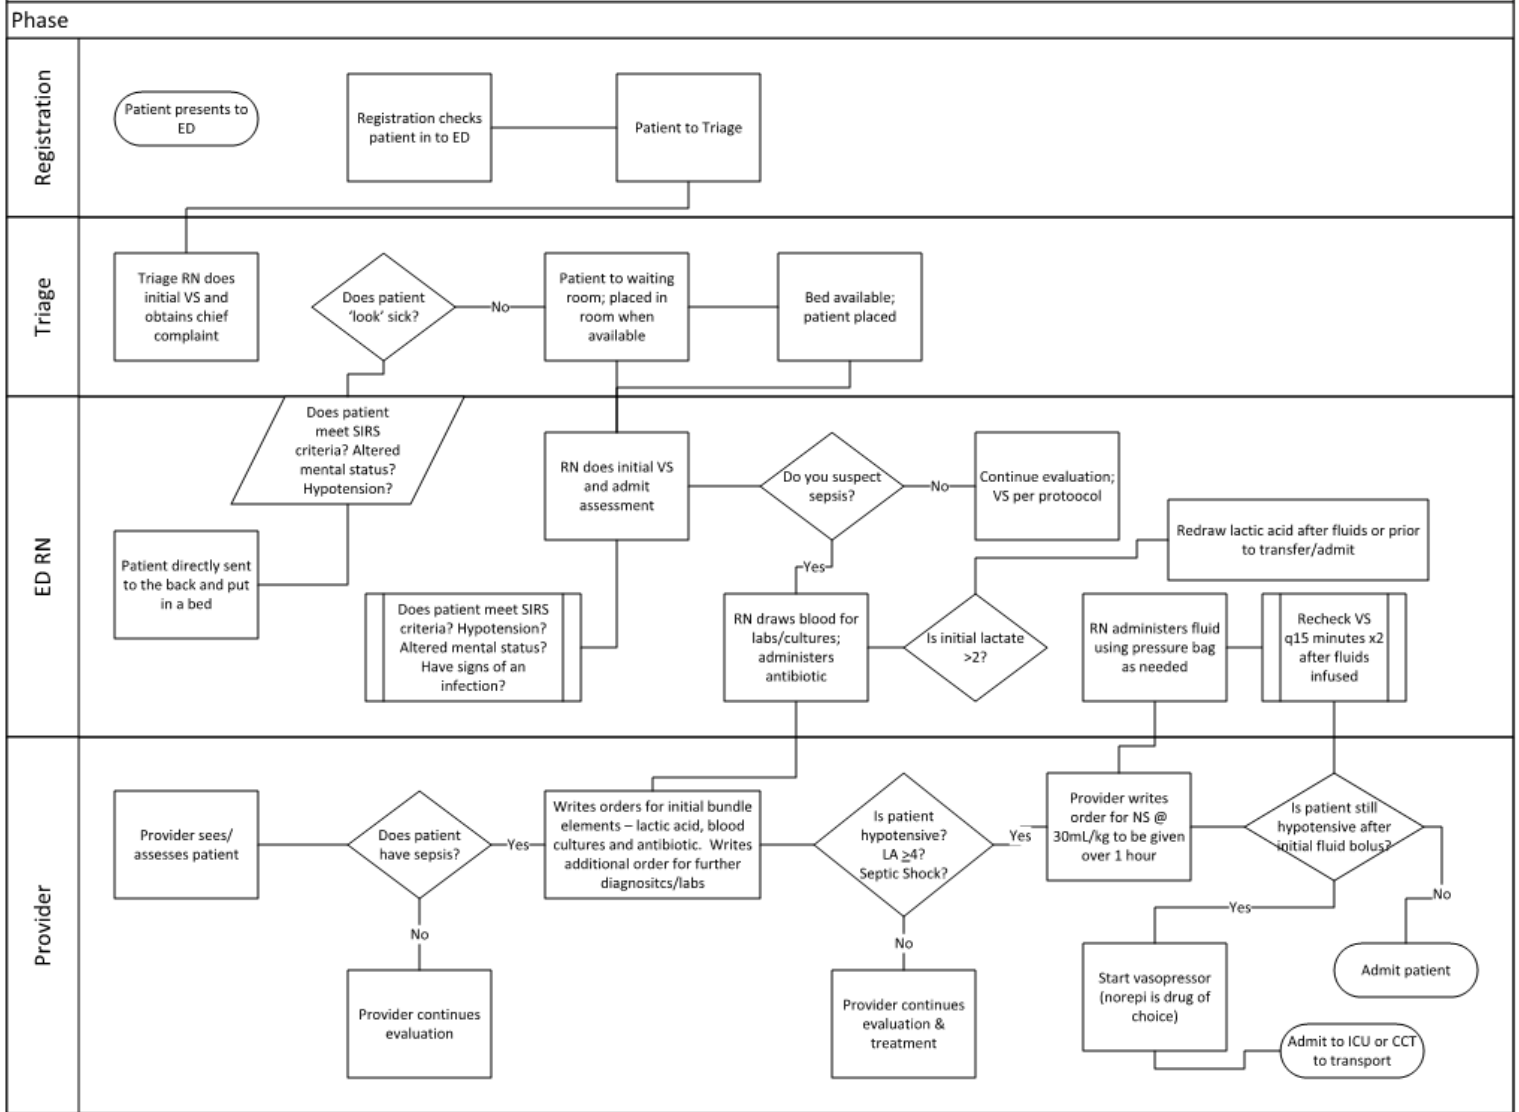 Phase
Registration
Patient presents to
ED
Registration checks
patient in to ED
Patient to Triage
Triage
Triage RN does
initial VS and
obtains chief
complaint
Does patient
‘look’ sick?
No
Patient to waiting
room; placed in
room when
available
Bed available;
patient placed
ED RN
Does patient
meet SIRS
criteria? Altered
mental status?
Hypotension?
Patient directly sent
to the back and put
in a bed
RN does initial VS
and admit
assessment
Does patient meet SIRS
criteria? Hypotension?
Altered mental status?
Have signs of an
infection?
Do you suspect
sepsis?
No
Continue evaluation;
VS per protoocol
Yes
RN draws blood for
labs/cultures;
administers
antibiotic
Is initial lactate
>2?
Redraw lactic acid after fluids or prior
to transfer/admit
RN administers fluid
using pressure bag
as needed
Recheck VS
q15 minutes x2
after fluids
infused
Provider
Provider sees/
assesses patient
Does patient
have sepsis?
Yes
No
Provider continues
evaluation
Writes orders for initial bundle
elements – lactic acid, blood
cultures and antibiotic. Writes
additional order for further
diagnositcs/labs
Is patient
hypotensive?
LA ≥4?
Septic Shock?
Yes
No
Provider continues
evaluation &
treatment
Provider writes
order for NS @
30mL/kg to be given
over 1 hour
Is patient still
hypotensive after
initial fluid bolus?
Yes
No
Start vasopressor
(norepi is drug of
choice)
Admit patient
Admit to ICU or CCT
to transport